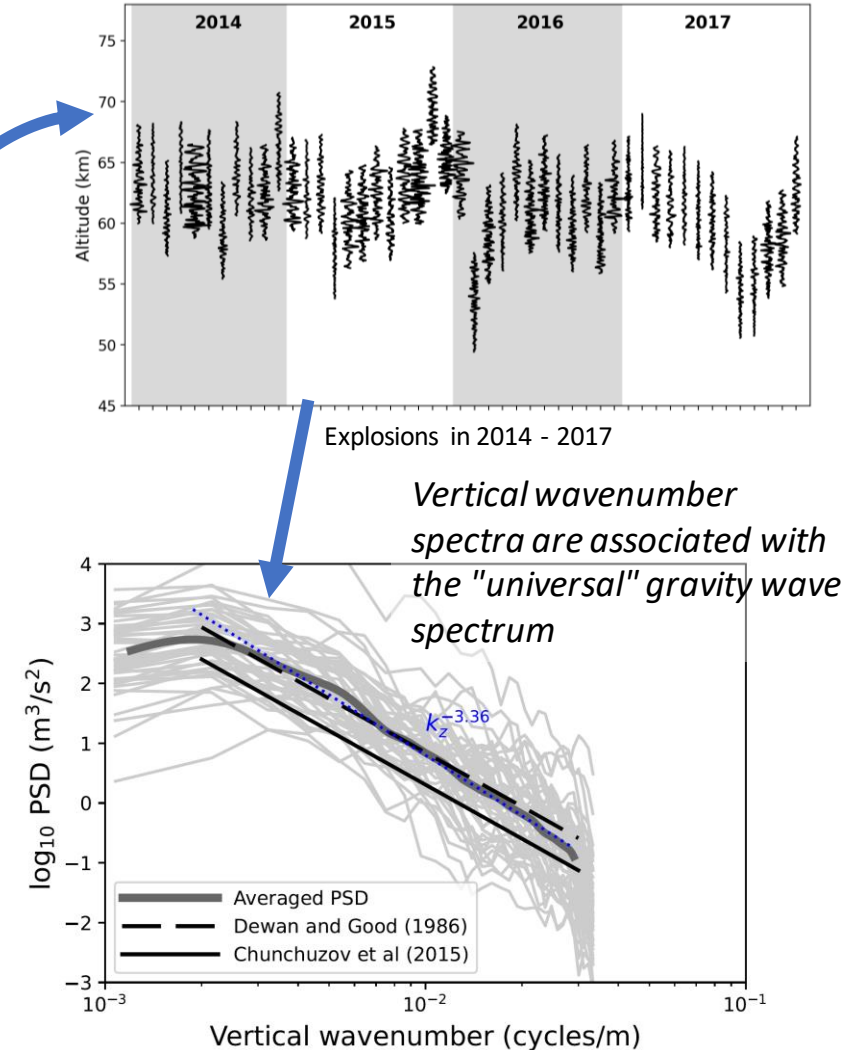 2014 2015 2016 2017
75
70
65
60
55
50
45
Altitude (km)
Explosions in 2014 - 2017
Vertical wavenumber
spectra are associated with
the "universal" gravity wave
spectrum
4
3
2
1
0
−1
−2
−3
log₁₀ PSD (m³/s²)
k_z^−3.36
Averaged PSD
Dewan and Good (1986)
Chunchuzov et al (2015)
10⁻³ 10⁻² 10⁻¹
Vertical wavenumber (cycles/m)